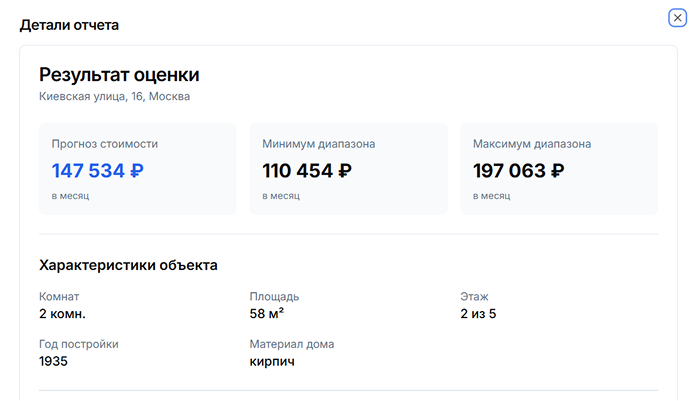 Детали отчета
Результат оценки
Киевская улица, 16, Москва
Прогноз стоимости
147 534 ₽
в месяц
Минимум диапазона
110 454 ₽
в месяц
Максимум диапазона
197 063 ₽
в месяц
Характеристики объекта
Комнат
2 комн.
Площадь
58 м²
Этаж
2 из 5
Год постройки
1935
Материал дома
кирпич